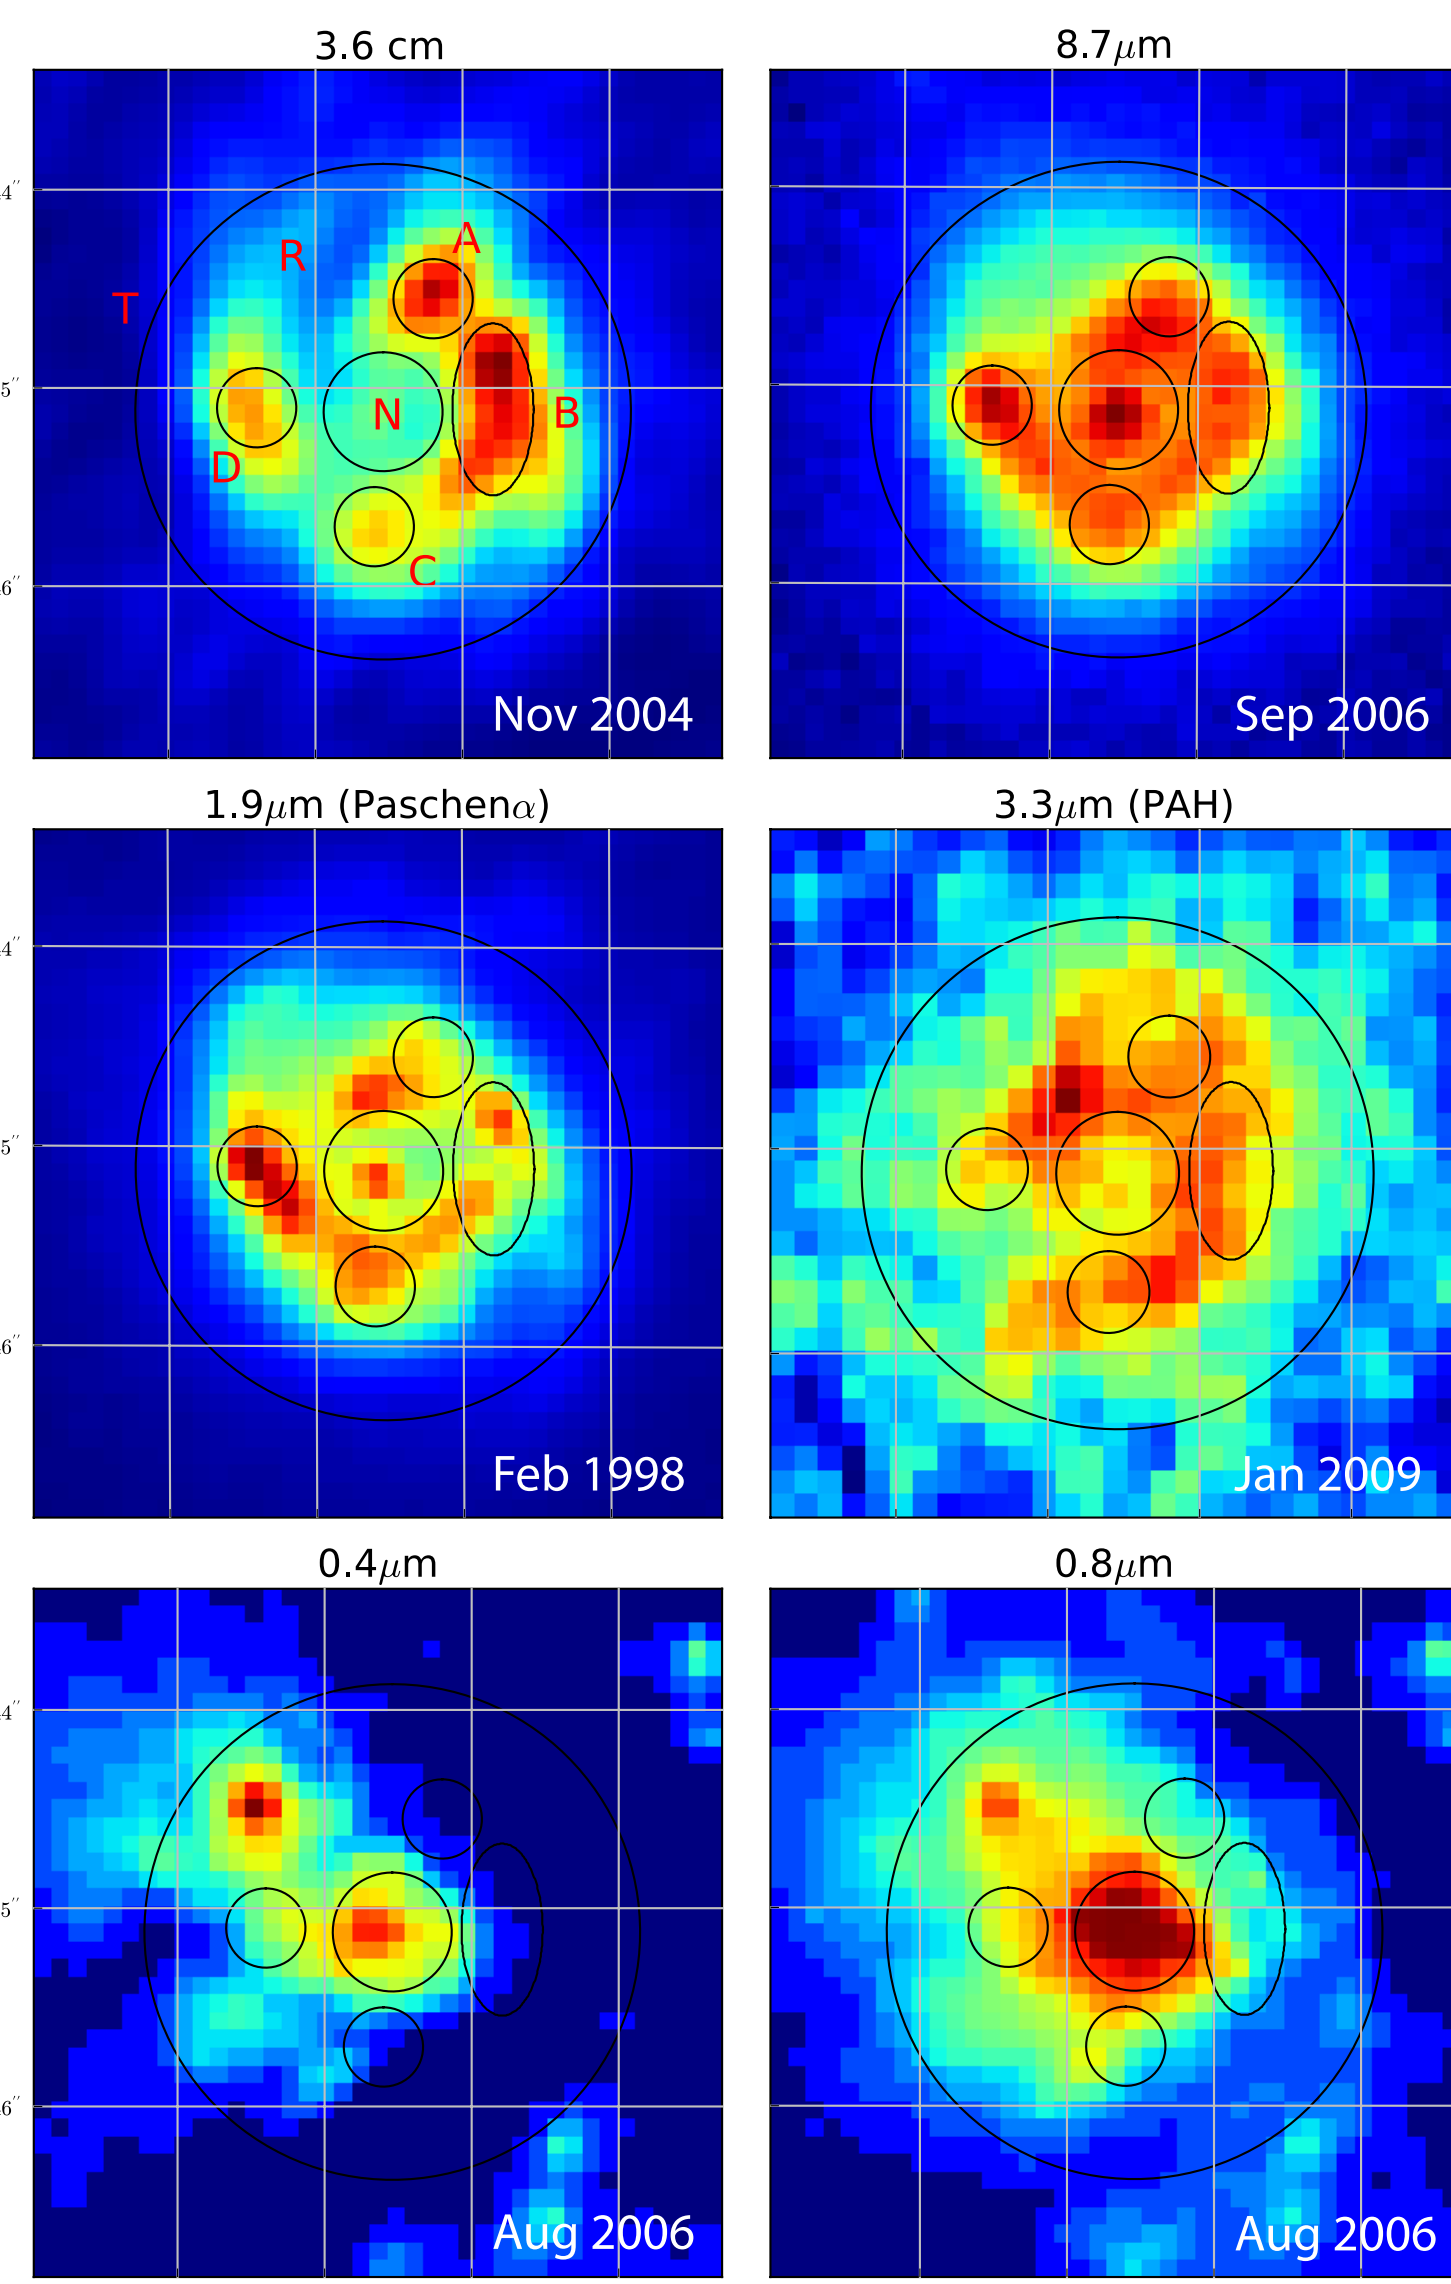 3.6 cm
8.7μm
4″
A
R
T
5″
N
B
D
C
6″
Nov 2004
Sep 2006
1.9μm (Paschenα)
3.3μm (PAH)
4″
5″
6″
Feb 1998
Jan 2009
0.4μm
0.8μm
4″
5″
6″
Aug 2006
Aug 2006